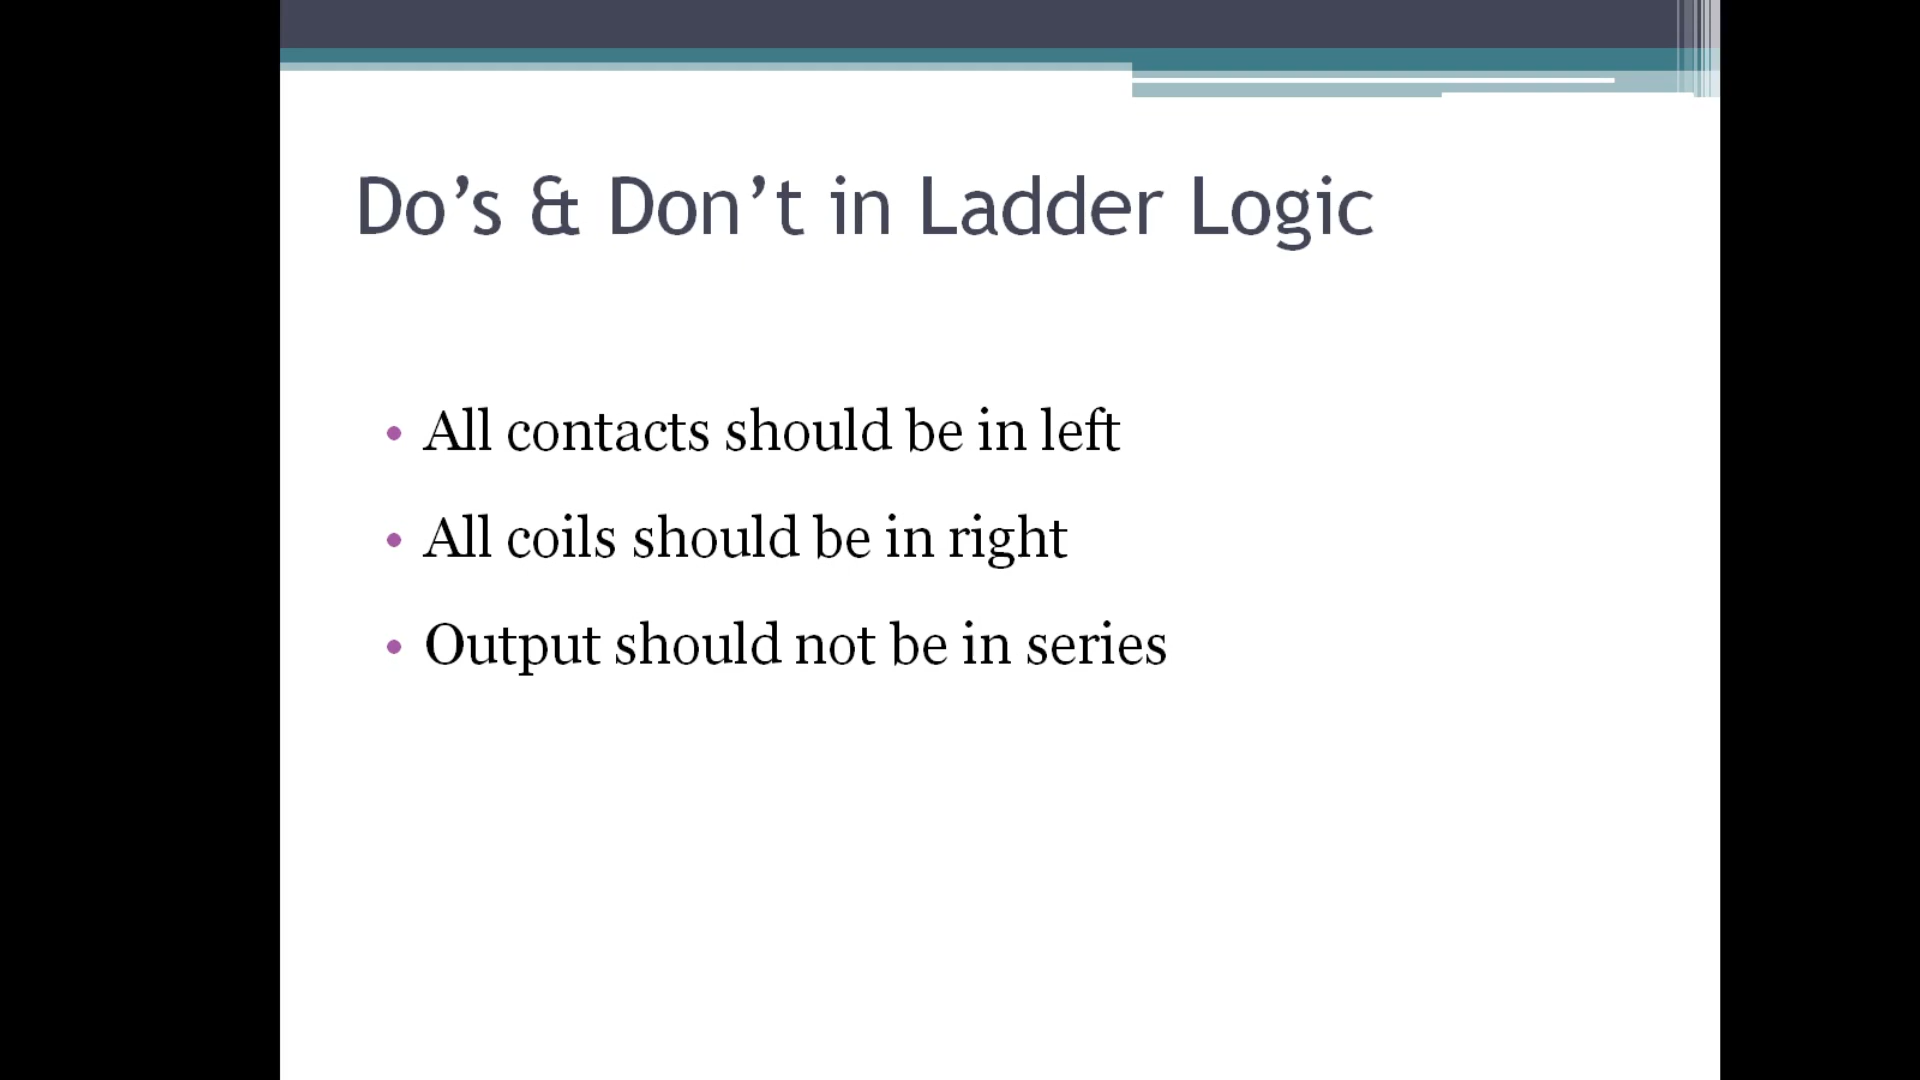 Do’s & Don’t in Ladder Logic
• All contacts should be in left
• All coils should be in right
• Output should not be in series